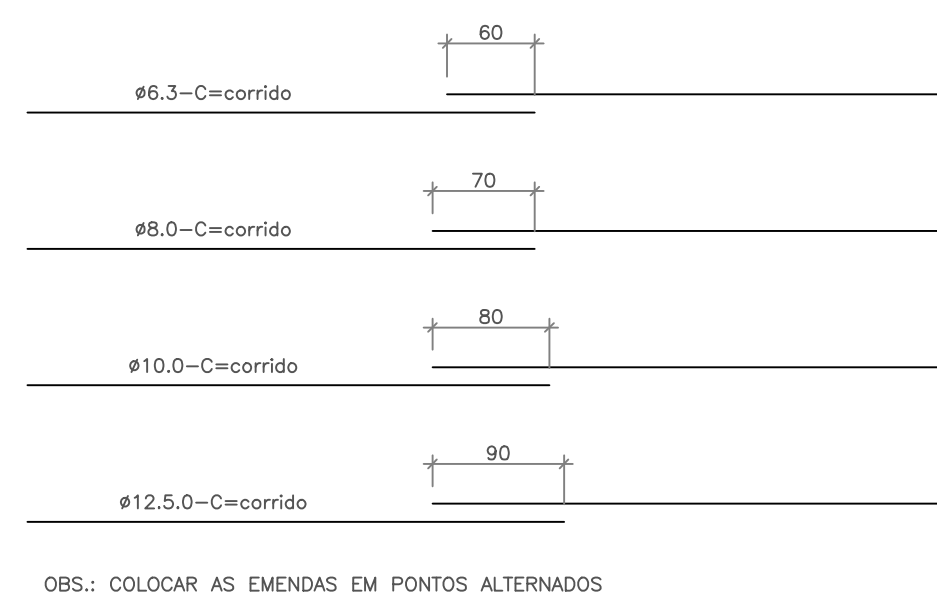 60
ø6.3-C=corrido
70
ø8.0-C=corrido
80
ø10.0-C=corrido
90
ø12.5.0-C=corrido
OBS.: COLOCAR AS EMENDAS EM PONTOS ALTERNADOS